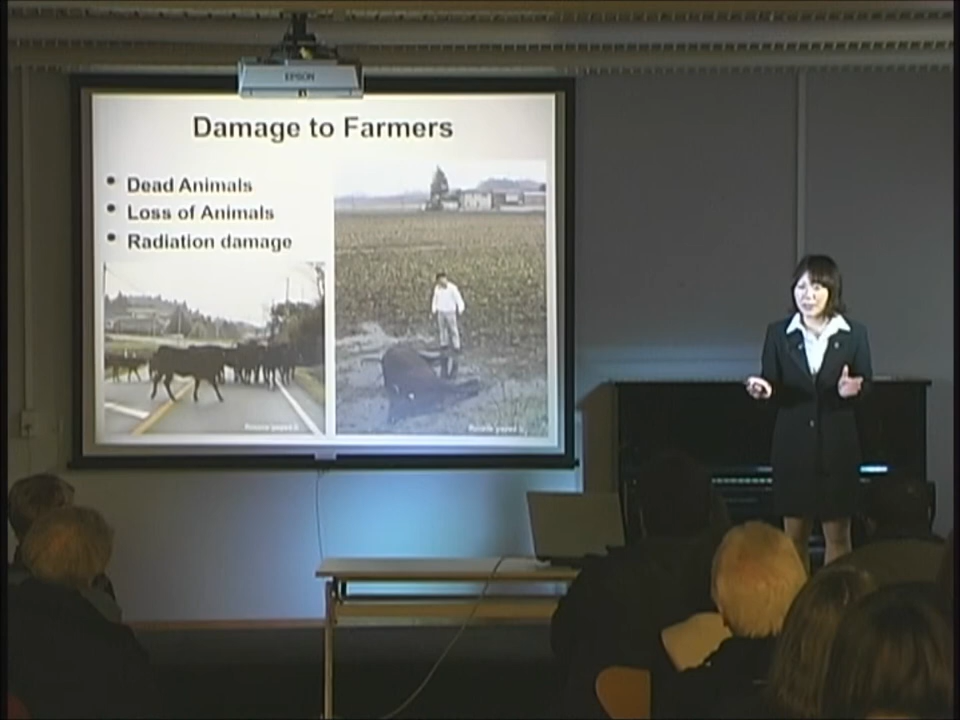 EPSON
Damage to Farmers
• Dead Animals
• Loss of Animals
• Radiation damage